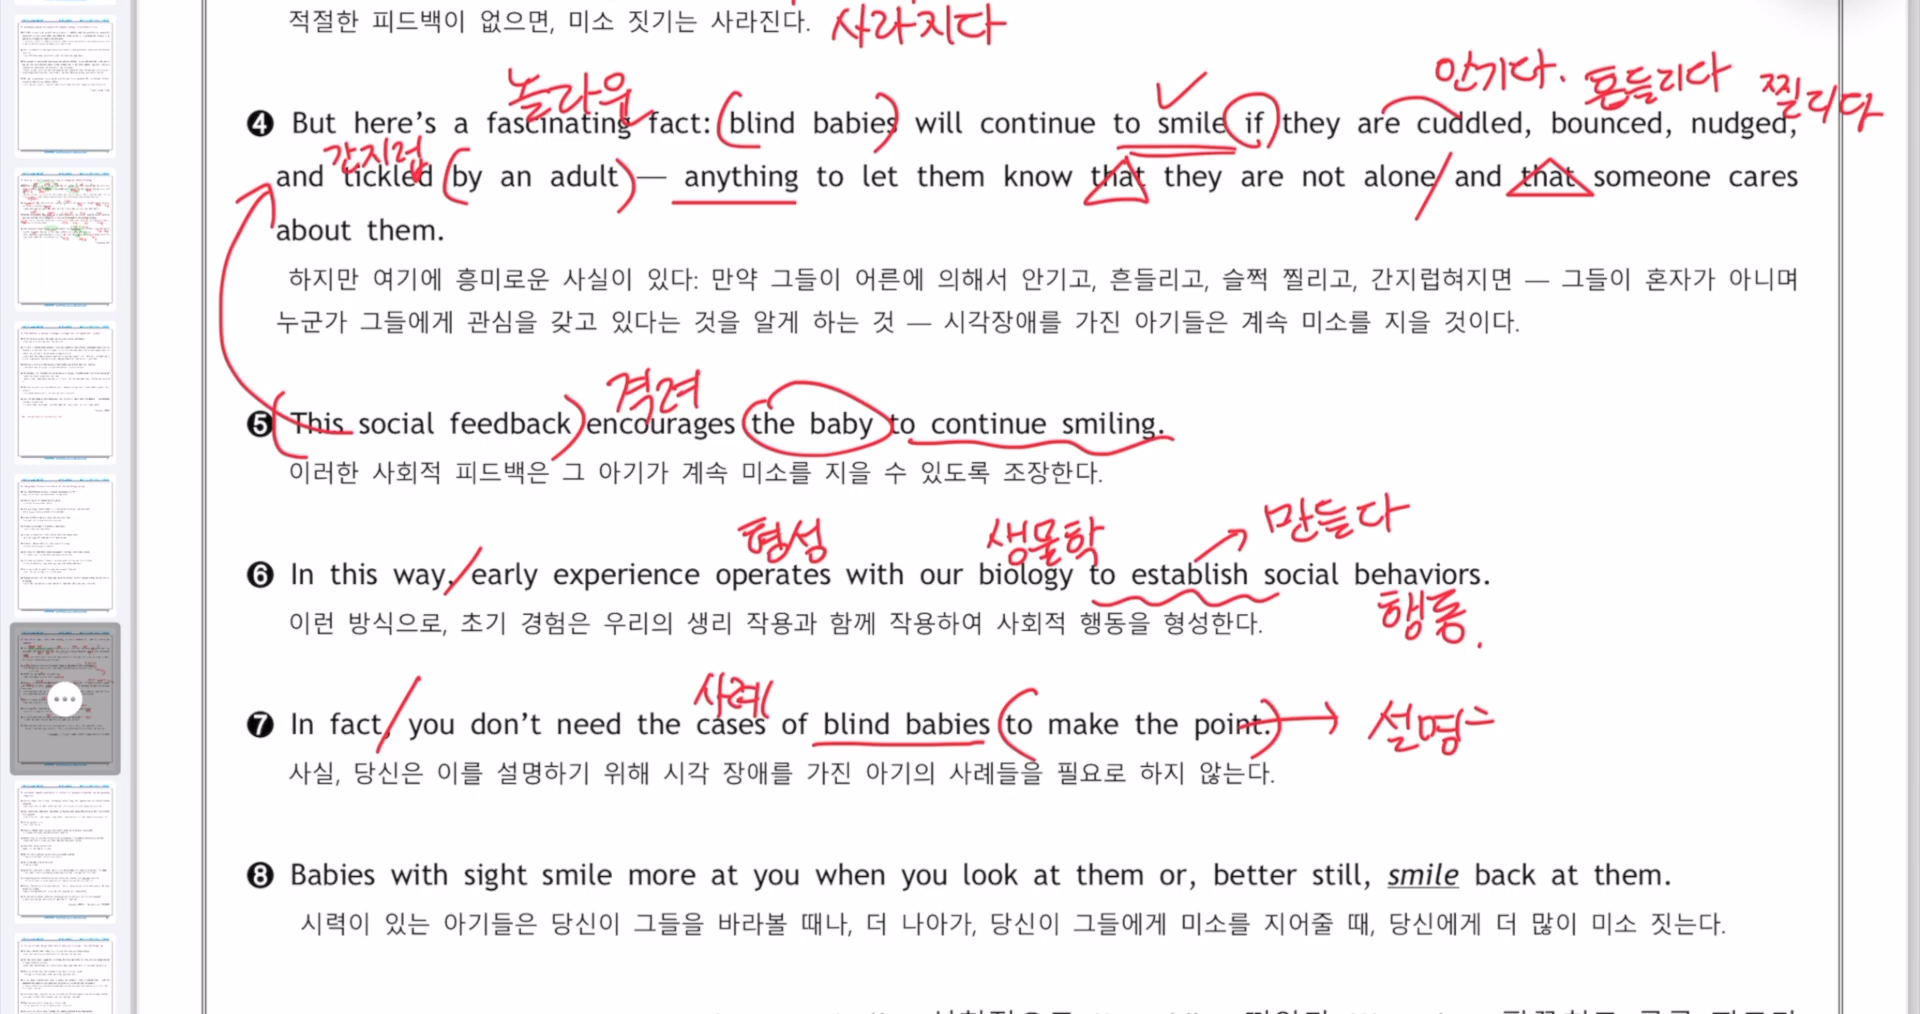 적절한 피드백이 없으면, 미소 짓기는 사라진다. 사라지다
놀라운 안기다. 흔들리다 찔리다
❹ But here's a fascinating fact: (blind babies) will continue to smile if they are cuddled, bounced, nudged,
간지럽
and tickled (by an adult) — anything to let them know that they are not alone / and that someone cares
about them.
하지만 여기에 흥미로운 사실이 있다: 만약 그들이 어른에 의해서 안기고, 흔들리고, 슬쩍 찔리고, 간지럽혀지면 — 그들이 혼자가 아니며
누군가 그들에게 관심을 갖고 있다는 것을 알게 하는 것 — 시각장애를 가진 아기들은 계속 미소를 지을 것이다.
격려
❺ (This social feedback) encourages the baby to continue smiling.
이러한 사회적 피드백은 그 아기가 계속 미소를 지을 수 있도록 조장한다.
형성 생물학 → 만들다
❻ In this way, / early experience operates with our biology to establish social behaviors.
행동.
이런 방식으로, 초기 경험은 우리의 생리 작용과 함께 작용하여 사회적 행동을 형성한다.
사례
❼ In fact, / you don't need the cases of blind babies (to make the point.) → 설명
사실, 당신은 이를 설명하기 위해 시각 장애를 가진 아기의 사례들을 필요로 하지 않는다.
❽ Babies with sight smile more at you when you look at them or, better still, smile back at them.
시력이 있는 아기들은 당신이 그들을 바라볼 때나, 더 나아가, 당신이 그들에게 미소를 지어줄 때, 당신에게 더 많이 미소 짓는다.